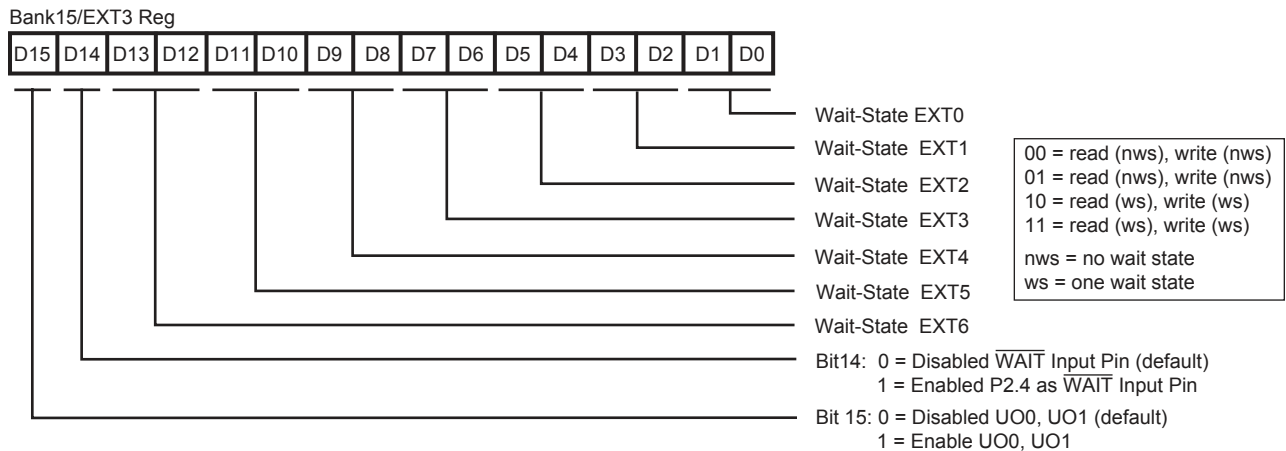 Bank15/EXT3 Reg
D15 D14 D13 D12 D11 D10 D9 D8 D7 D6 D5 D4 D3 D2 D1 D0
Wait-State EXT0
Wait-State EXT1
Wait-State EXT2
Wait-State EXT3
Wait-State EXT4
Wait-State EXT5
Wait-State EXT6
Bit14: 0 = Disabled WAIT Input Pin (default)
1 = Enabled P2.4 as WAIT Input Pin
Bit 15: 0 = Disabled UO0, UO1 (default)
1 = Enable UO0, UO1
00 = read (nws), write (nws)
01 = read (nws), write (nws)
10 = read (ws), write (ws)
11 = read (ws), write (ws)
nws = no wait state
ws = one wait state